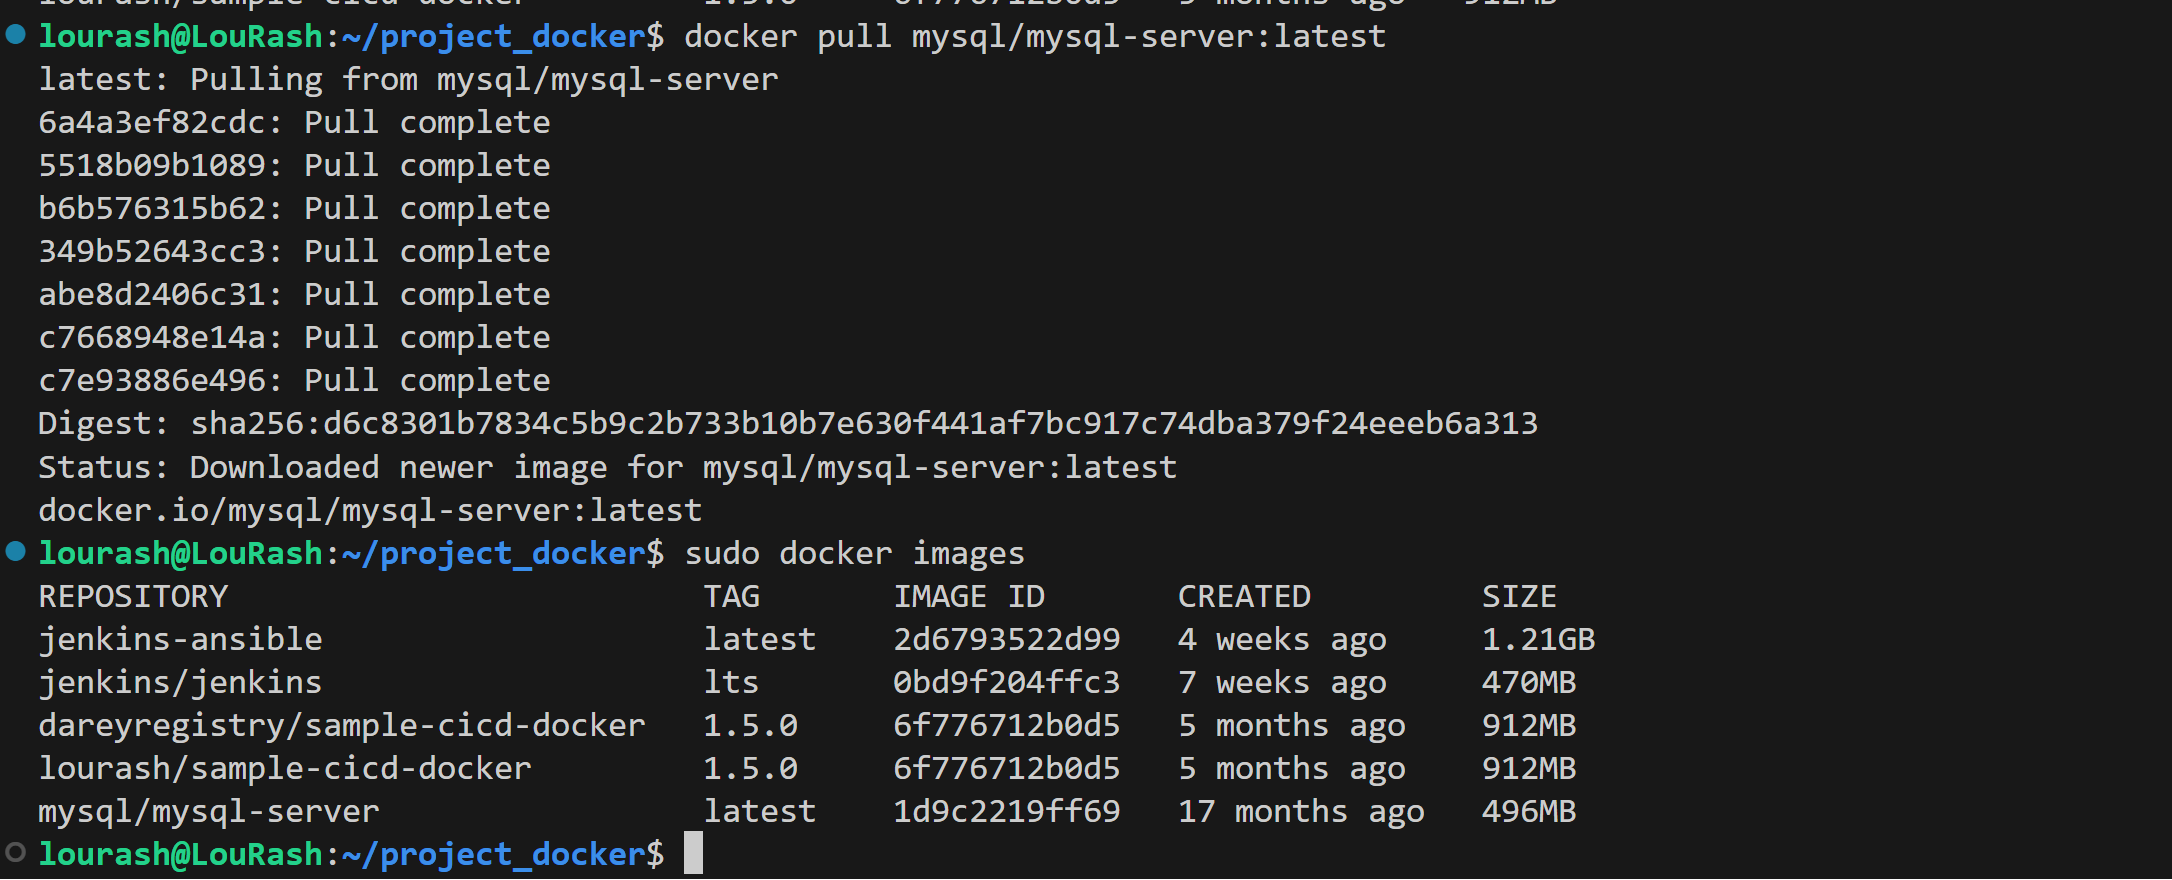 lourash/sample-cicd-docker 1.5.0 6f776712b0d5 5 months ago 912MB
lourash@LouRash:~/project_docker$ docker pull mysql/mysql-server:latest
latest: Pulling from mysql/mysql-server
6a4a3ef82cdc: Pull complete
5518b09b1089: Pull complete
b6b576315b62: Pull complete
349b52643cc3: Pull complete
abe8d2406c31: Pull complete
c7668948e14a: Pull complete
c7e93886e496: Pull complete
Digest: sha256:d6c8301b7834c5b9c2b733b10b7e630f441af7bc917c74dba379f24eeeb6a313
Status: Downloaded newer image for mysql/mysql-server:latest
docker.io/mysql/mysql-server:latest
lourash@LouRash:~/project_docker$ sudo docker images
REPOSITORY TAG IMAGE ID CREATED SIZE
jenkins-ansible latest 2d6793522d99 4 weeks ago 1.21GB
jenkins/jenkins lts 0bd9f204ffc3 7 weeks ago 470MB
dareyregistry/sample-cicd-docker 1.5.0 6f776712b0d5 5 months ago 912MB
lourash/sample-cicd-docker 1.5.0 6f776712b0d5 5 months ago 912MB
mysql/mysql-server latest 1d9c2219ff69 17 months ago 496MB
lourash@LouRash:~/project_docker$